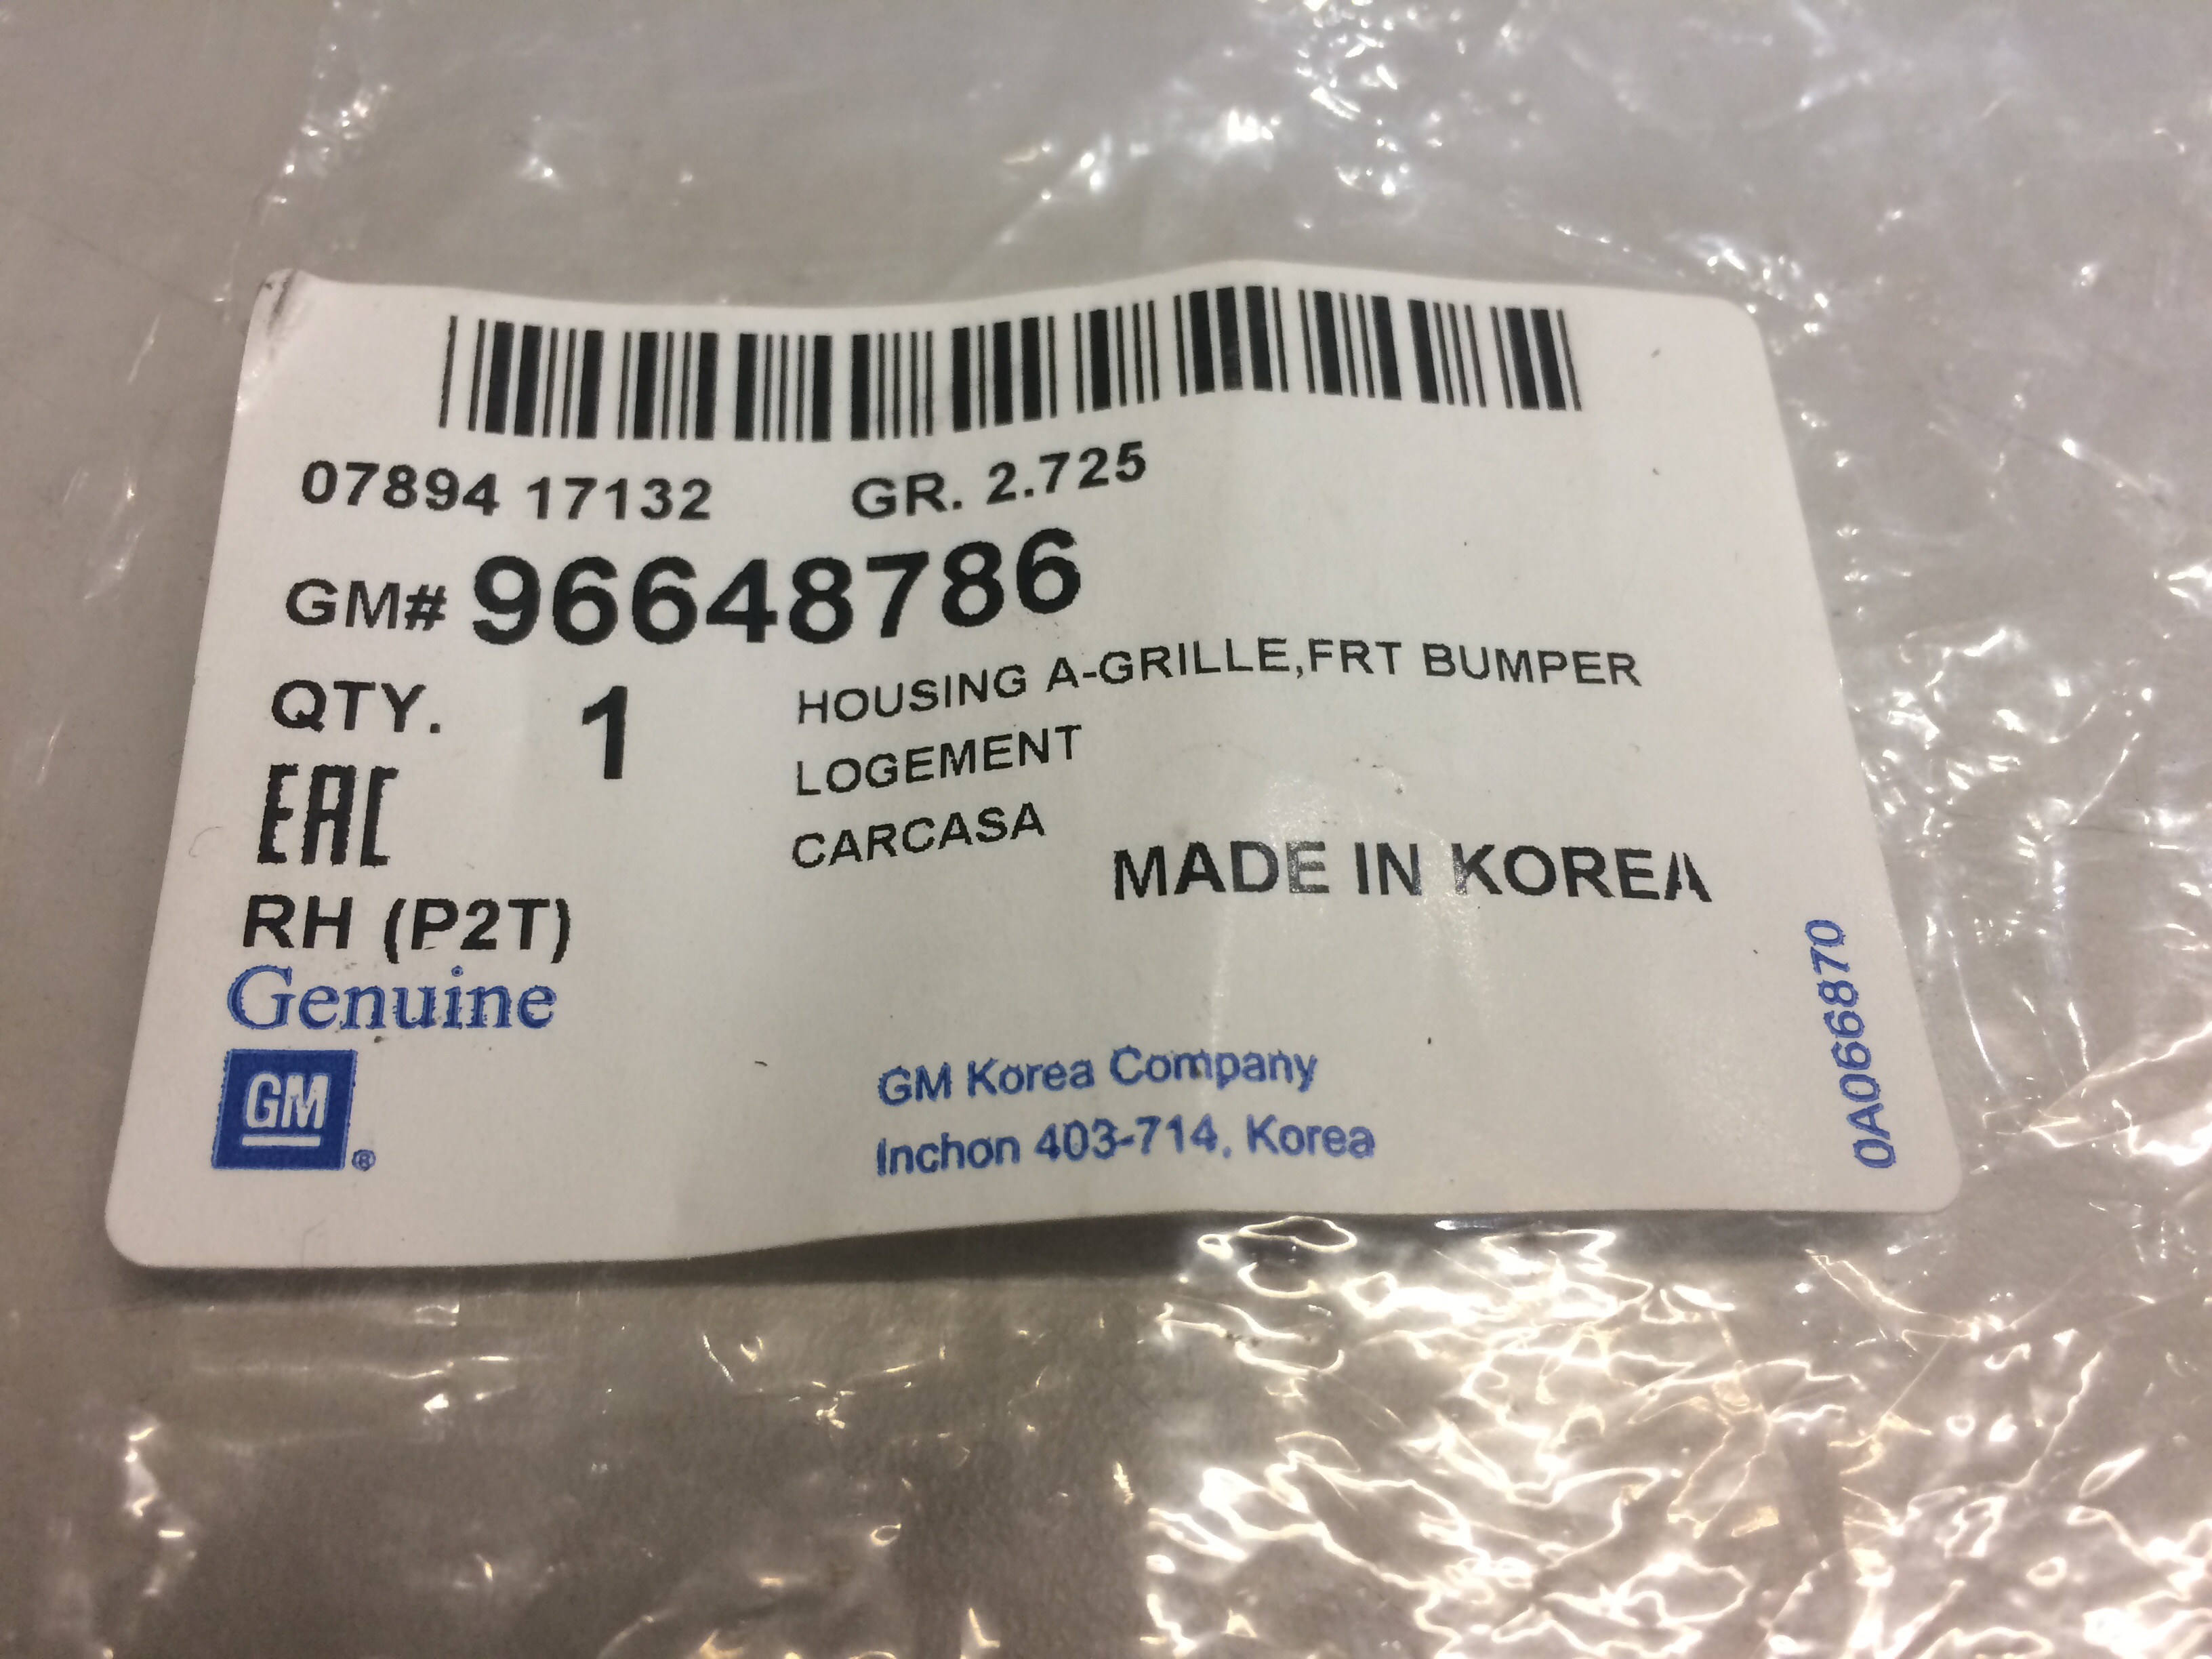 07894 17132 GR. 2.725
GM# 96648786
QTY. 1
HOUSING A-GRILLE,FRT BUMPER
LOGEMENT
CARCASA
EAC
MADE IN KOREA
RH (P2T)
Genuine
GM ®
GM Korea Company
Inchon 403-714, Korea
0A0668870